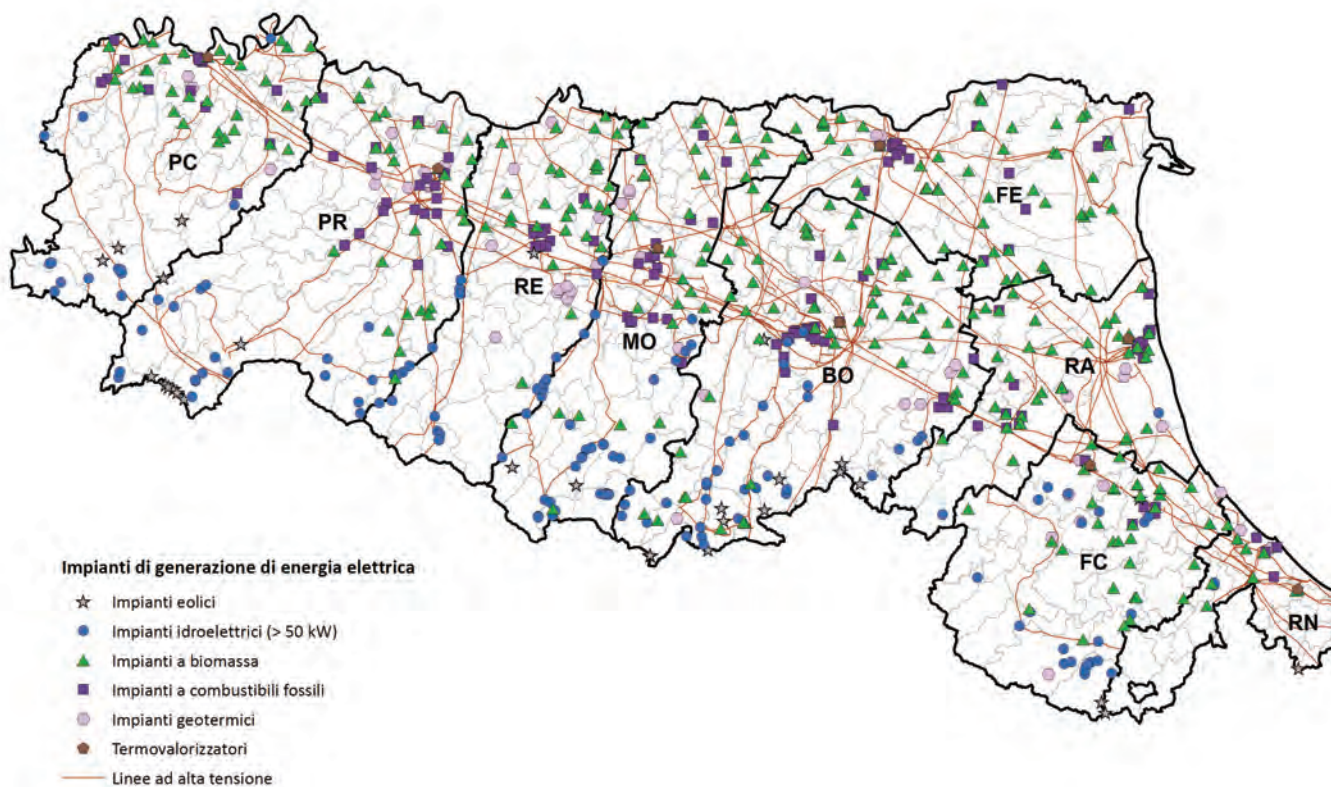 PC
PR
RE
MO
BO
FE
RA
FC
RN
Impianti di generazione di energia elettrica
Impianti eolici
Impianti idroelettrici (> 50 kW)
Impianti a biomassa
Impianti a combustibili fossili
Impianti geotermici
Termovalorizzatori
Linee ad alta tensione